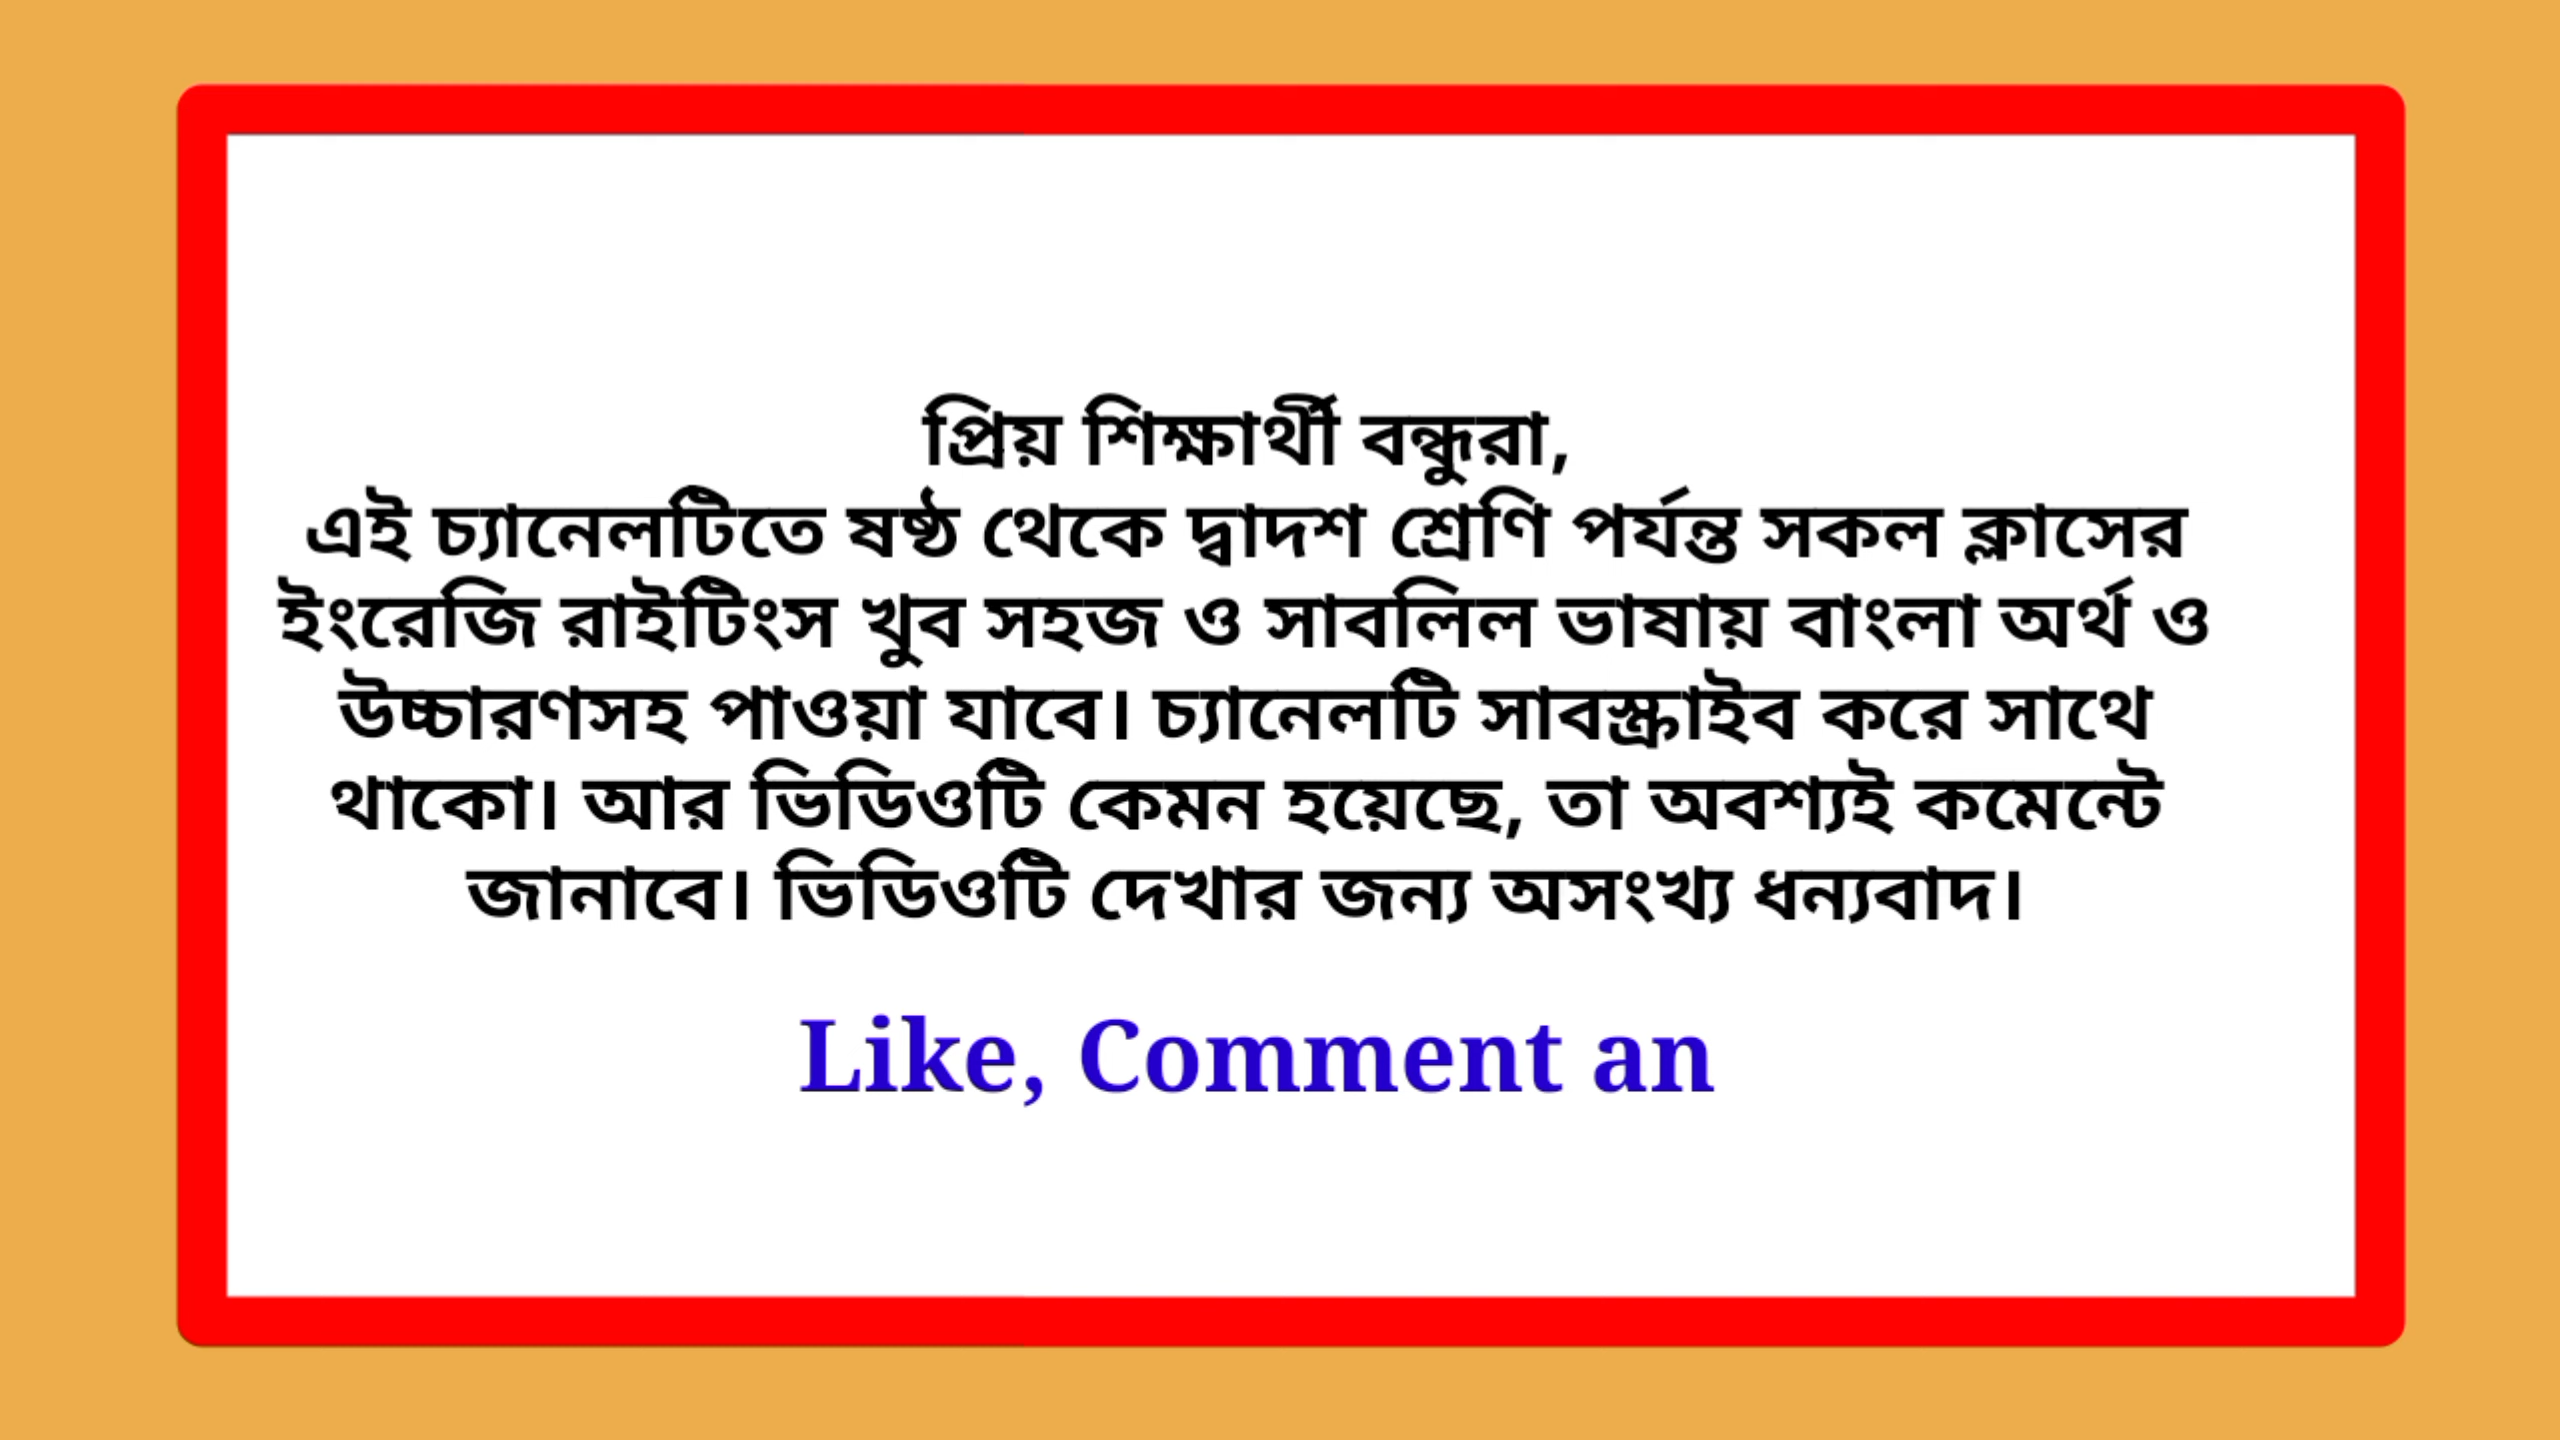 প্রিয় শিক্ষার্থী বন্ধুরা,
এই চ্যানেলটিতে ষষ্ঠ থেকে দ্বাদশ শ্রেণি পর্যন্ত সকল ক্লাসের
ইংরেজি রাইটিংস খুব সহজ ও সাবলিল ভাষায় বাংলা অর্থ ও
উচ্চারণসহ পাওয়া যাবে। চ্যানেলটি সাবস্ক্রাইব করে সাথে
থাকো। আর ভিডিওটি কেমন হয়েছে, তা অবশ্যই কমেন্টে
জানাবে। ভিডিওটি দেখার জন্য অসংখ্য ধন্যবাদ।
Like, Comment an